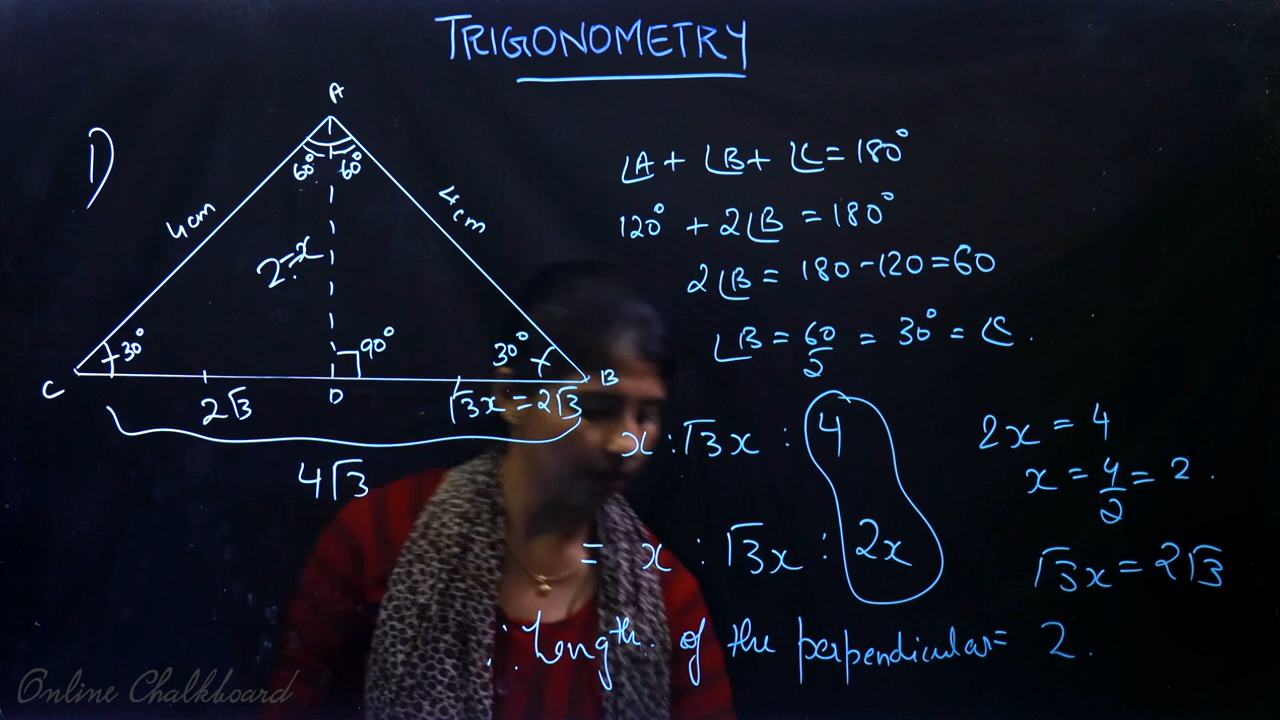 TRIGONOMETRY
1)
A
60° 60°
4cm
4cm
2=x
?
30°
90°
30°
C
D
B
2√3
√3x = 2√3
4√3
∠A + ∠B + ∠C = 180°
120° + 2∠B = 180°
2∠B = 180-120=60
∠B = 60/2 = 30° = ∠C.
x : √3x : 4
= x : √3x : 2x
2x = 4
x = 4/2 = 2.
√3x = 2√3
∴ Length of the perpendicular= 2.
Online Chalkboard